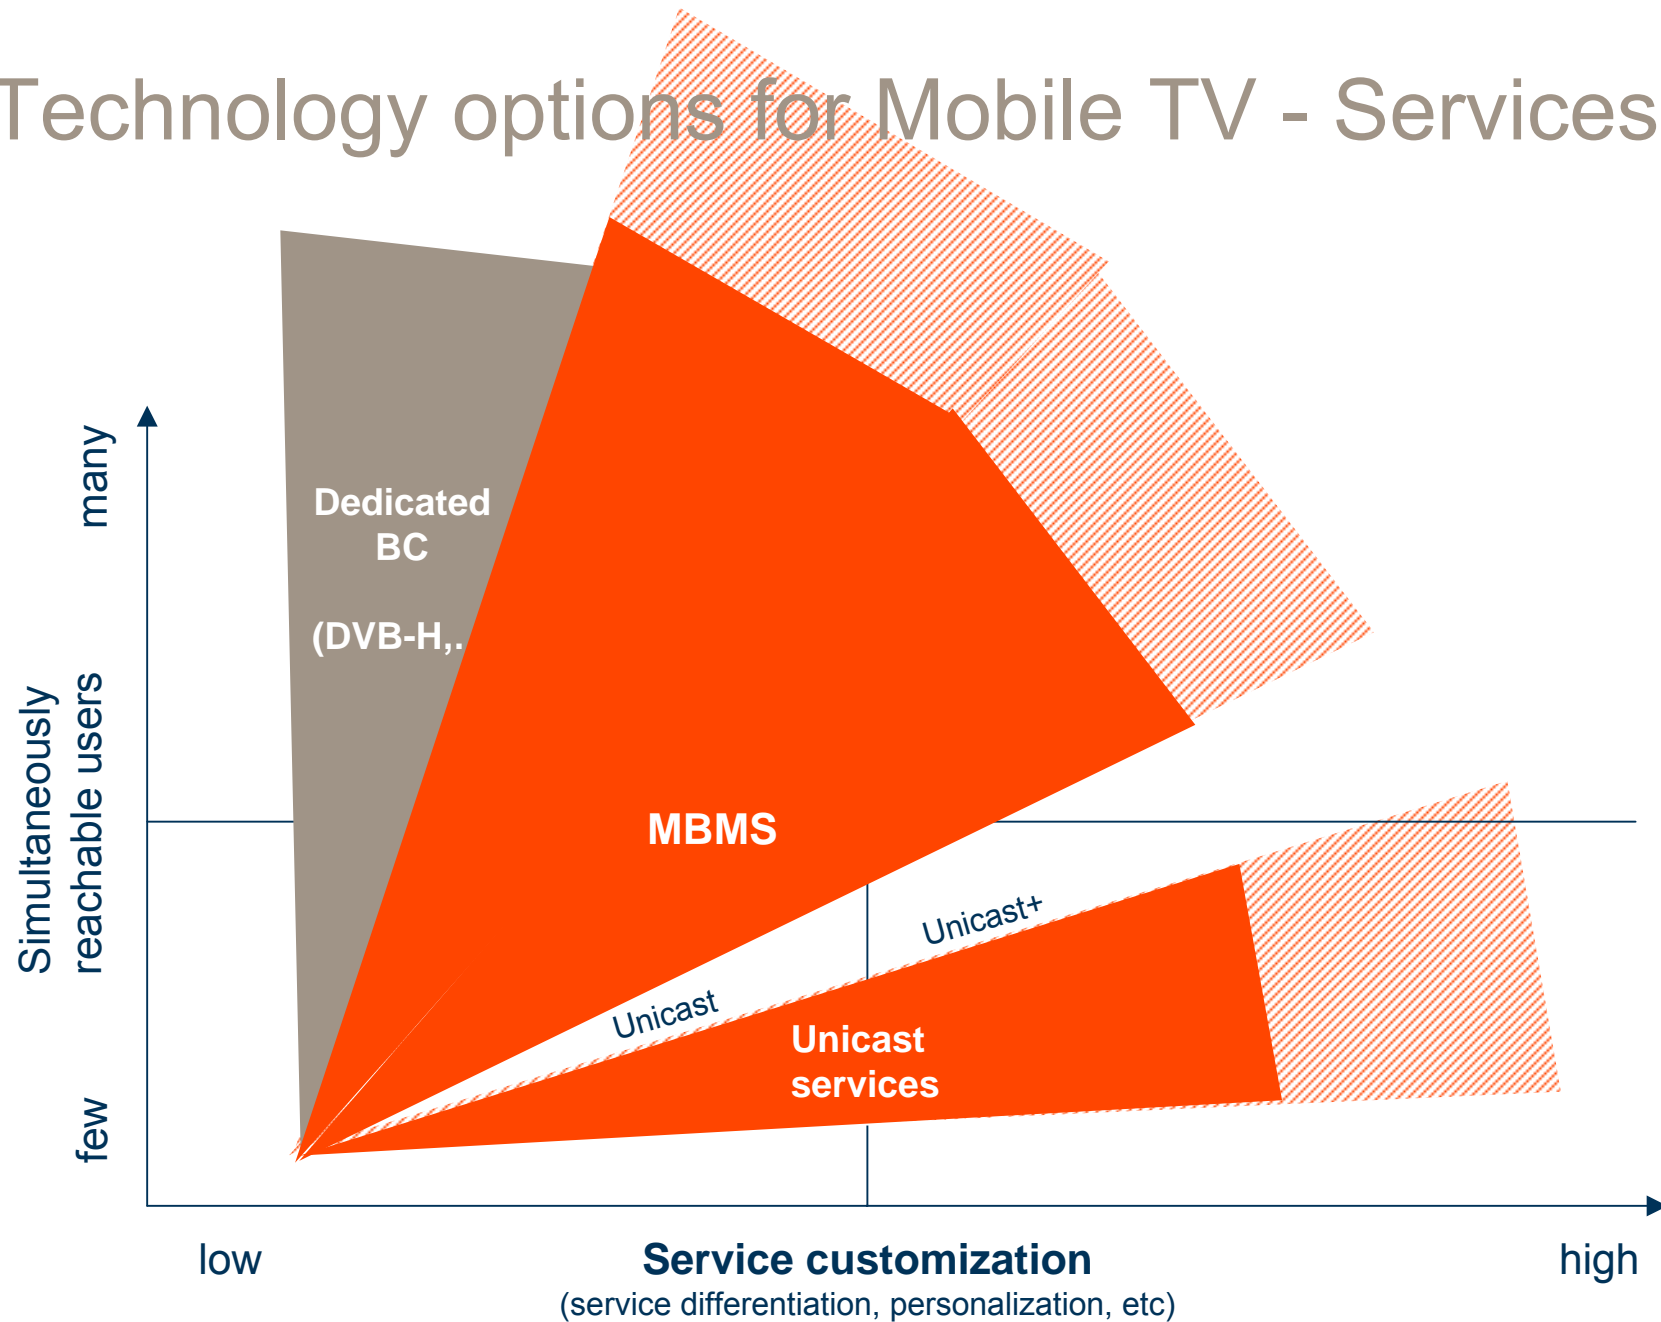 Technology options for Mobile TV - Services
many
Dedicated
BC
(DVB-H,.
Simultaneously
reachable users
MBMS
Unicast+
Unicast
Unicast
services
few
low
Service customization
high
(service differentiation, personalization, etc)